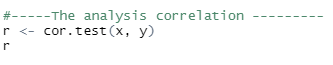 #-----The analysis correlation ---------
r <- cor.test(x, y)
r